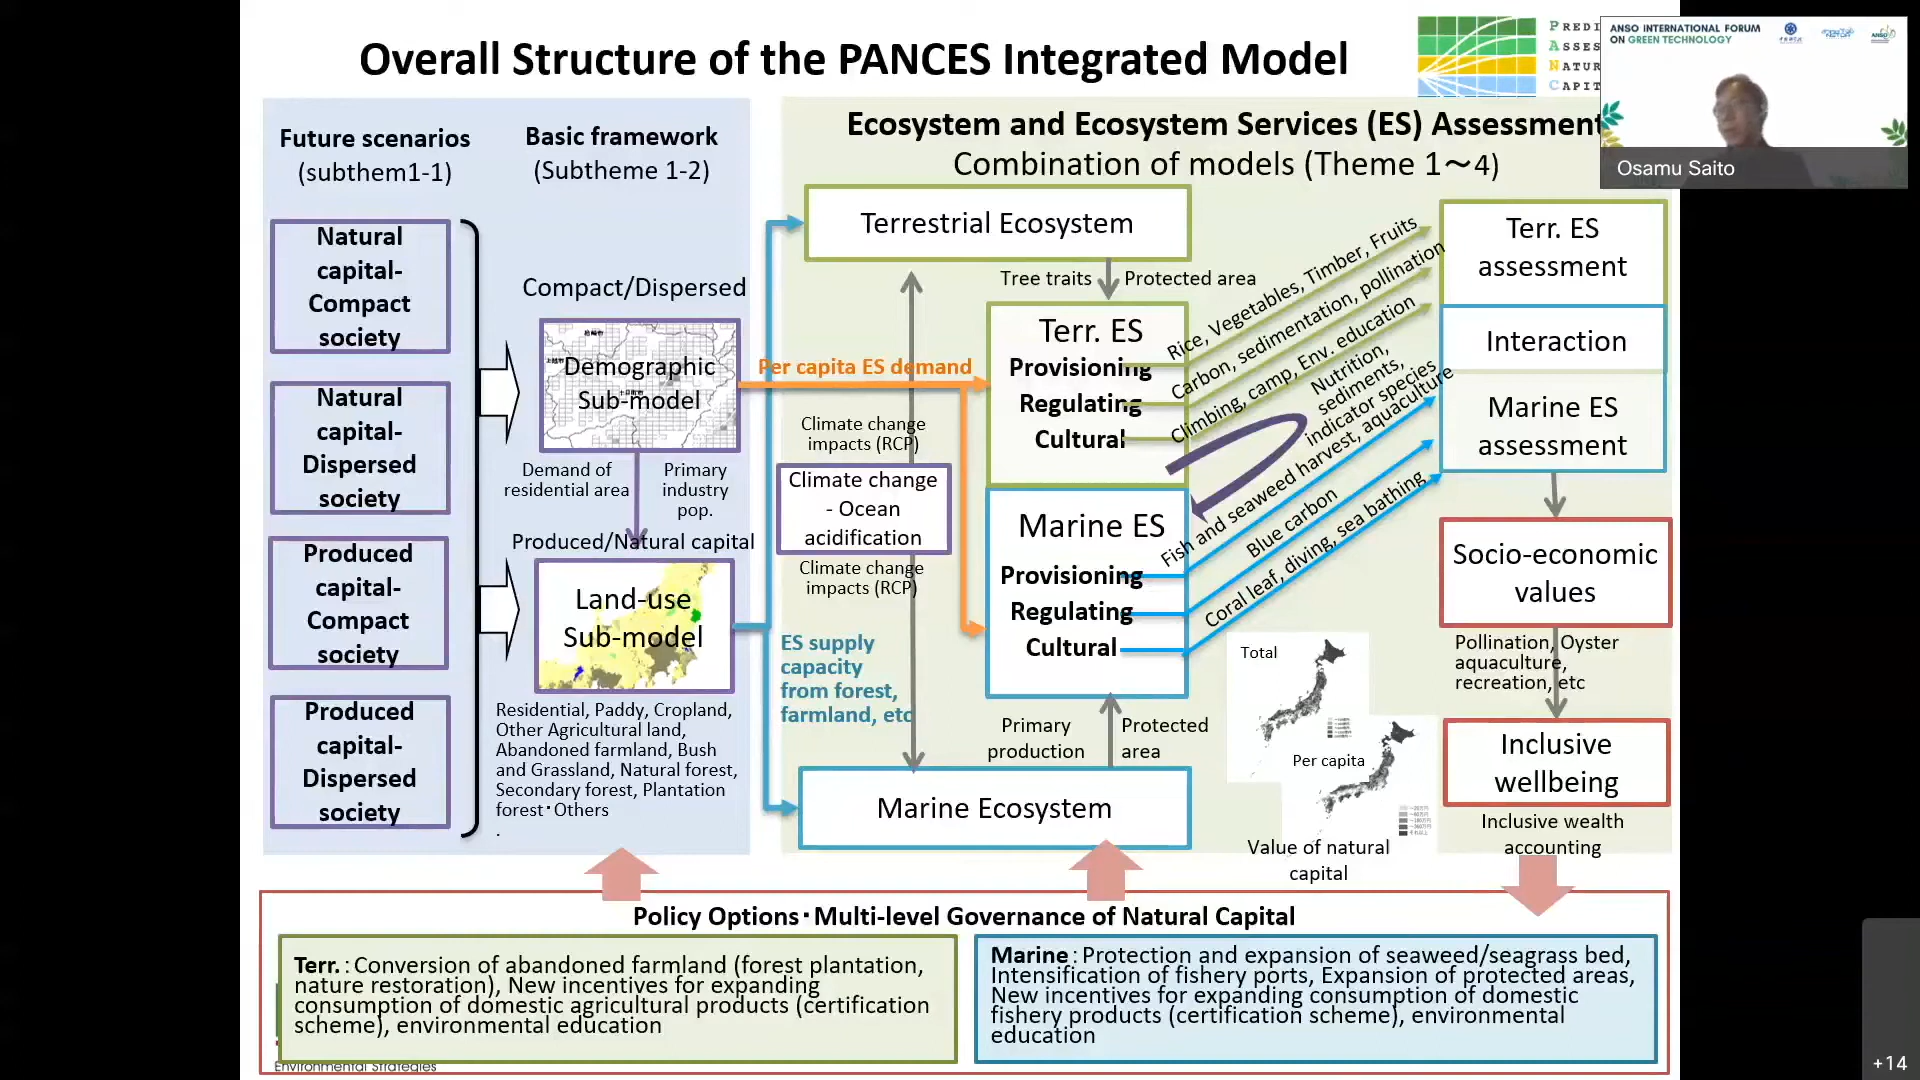 Overall Structure of the PANCES Integrated Model
PREDI
ASSES
NATUR
CAPIT
ANSO INTERNATIONAL FORUM
ON GREEN TECHNOLOGY
Osamu Saito
Future scenarios
(subthem1-1)
Natural
capital-
Compact
society
Natural
capital-
Dispersed
society
Produced
capital-
Compact
society
Produced
capital-
Dispersed
society
Basic framework
(Subtheme 1-2)
Compact/Dispersed
Demographic
Sub-model
Demand of
residential area
Primary
industry
pop.
Produced/Natural capital
Land-use
Sub-model
Residential, Paddy, Cropland,
Other Agricultural land,
Abandoned farmland, Bush
and Grassland, Natural forest,
Secondary forest, Plantation
forest・Others
.
Ecosystem and Ecosystem Services (ES) Assessment
Combination of models (Theme 1～4)
Terrestrial Ecosystem
Tree traits
Protected area
Per capita ES demand
Climate change
impacts (RCP)
Climate change
- Ocean
acidification
Climate change
impacts (RCP)
ES supply
capacity
from forest,
farmland, etc
Terr. ES
Provisioning
Regulating
Cultural
Marine ES
Provisioning
Regulating
Cultural
Primary
production
Protected
area
Marine Ecosystem
Rice, Vegetables, Timber, Fruits
Carbon, sedimentation, pollination
Climbing, camp, Env. education
Nutrition,
sediments,
indicator species
Fish and seaweed harvest, aquaculture
Blue carbon
Coral leaf, diving, sea bathing
Total
Per capita
Value of natural
capital
Terr. ES
assessment
Interaction
Marine ES
assessment
Socio-economic
values
Pollination, Oyster
aquaculture,
recreation, etc
Inclusive
wellbeing
Inclusive wealth
accounting
Policy Options・Multi-level Governance of Natural Capital
Terr.：Conversion of abandoned farmland (forest plantation,
nature restoration), New incentives for expanding
consumption of domestic agricultural products (certification
scheme), environmental education
Marine：Protection and expansion of seaweed/seagrass bed,
Intensification of fishery ports, Expansion of protected areas,
New incentives for expanding consumption of domestic
fishery products (certification scheme), environmental
education
Environmental Strategies
+14